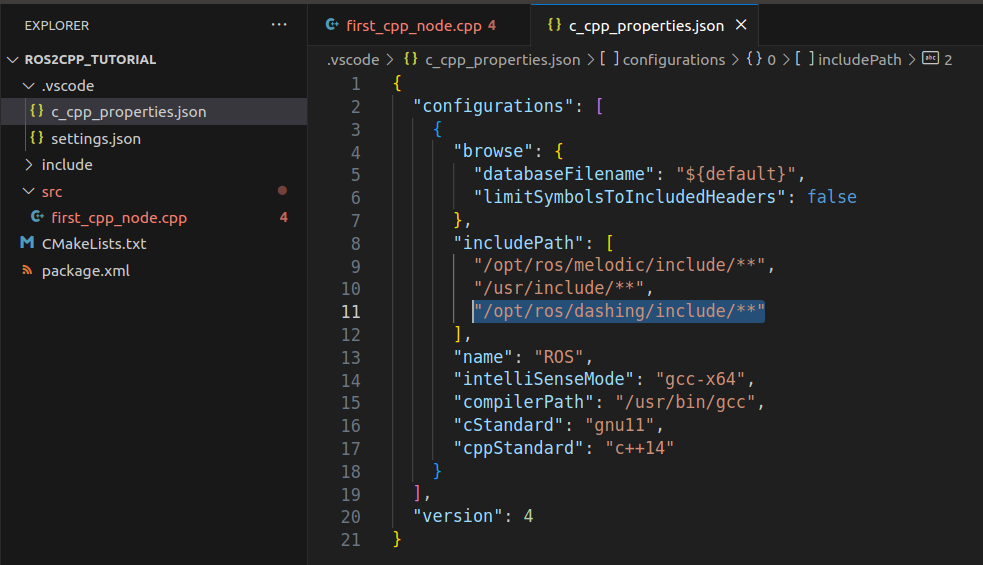 EXPLORER ···
ROS2CPP_TUTORIAL
.vscode
{} c_cpp_properties.json
{} settings.json
include
src
C+ first_cpp_node.cpp 4
M CMakeLists.txt
package.xml
C+ first_cpp_node.cpp 4
{} c_cpp_properties.json ×
.vscode > {} c_cpp_properties.json > [ ] configurations > {} 0 > [ ] includePath > abc 2
1 {
2 "configurations": [
3 {
4 "browse": {
5 "databaseFilename": "${default}",
6 "limitSymbolsToIncludedHeaders": false
7 },
8 "includePath": [
9 "/opt/ros/melodic/include/**",
10 "/usr/include/**",
11 "/opt/ros/dashing/include/**"
12 ],
13 "name": "ROS",
14 "intelliSenseMode": "gcc-x64",
15 "compilerPath": "/usr/bin/gcc",
16 "cStandard": "gnu11",
17 "cppStandard": "c++14"
18 }
19 ],
20 "version": 4
21 }